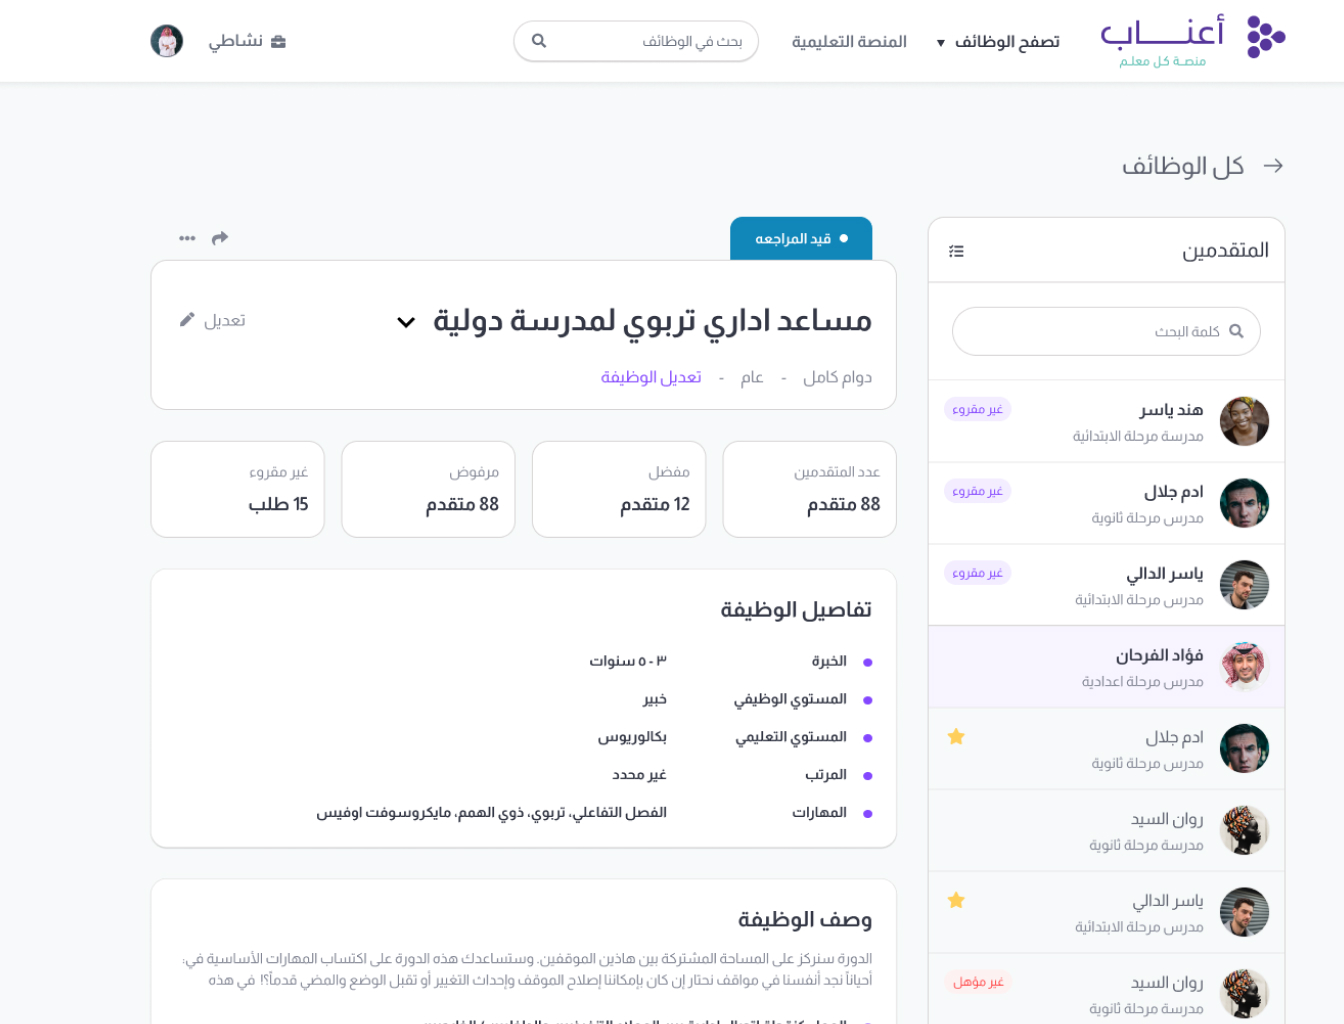 أعناب
منصة كل معلم
تصفح الوظائف
المنصة التعليمية
بحث في الوظائف
نشاطي
كل الوظائف
المتقدمين
كلمة البحث
هند ياسر
غير مقروء
مدرسة مرحلة الابتدائية
ادم جلال
غير مقروء
مدرس مرحلة ثانوية
ياسر الدالي
غير مقروء
مدرس مرحلة الابتدائية
فؤاد الفرحان
مدرس مرحلة اعدادية
ادم جلال
مدرس مرحلة ثانوية
روان السيد
مدرسة مرحلة ثانوية
ياسر الدالي
مدرس مرحلة الابتدائية
روان السيد
غير مؤهل
مدرسة مرحلة ثانوية
قيد المراجعه
مساعد اداري تربوي لمدرسة دولية
تعديل
دوام كامل - عام - تعديل الوظيفة
عدد المتقدمين
88 متقدم
مفضل
12 متقدم
مرفوض
88 متقدم
غير مقروء
15 طلب
تفاصيل الوظيفة
الخبرة ٣ - ٥ سنوات
المستوي الوظيفي خبير
المستوي التعليمي بكالوريوس
المرتب غير محدد
المهارات الفصل التفاعلي، تربوي، ذوي الهمم، مايكروسوفت اوفيس
وصف الوظيفة
الدورة سنركز على المساحة المشتركة بين هاذين الموقفين. وستساعدك هذه الدورة على اكتساب المهارات الأساسية في:
أحياناً نجد أنفسنا في مواقف نحتار إن كان بإمكاننا إصلاح الموقف وإحداث التغيير أو تقبل الوضع والمضي قدماً؟! في هذه